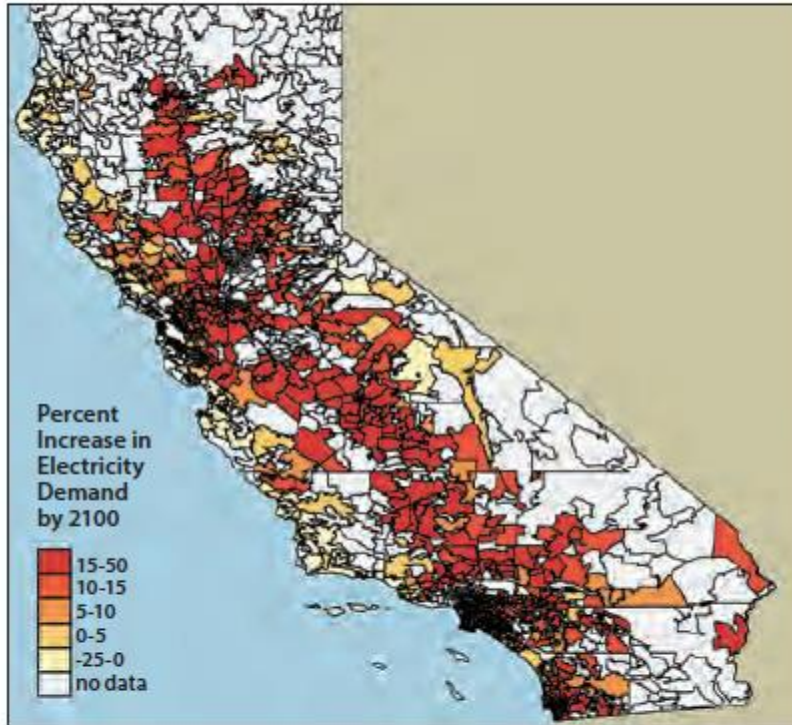 Percent
Increase in
Electricity
Demand
by 2100
15-50
10-15
5-10
0-5
-25-0
no data